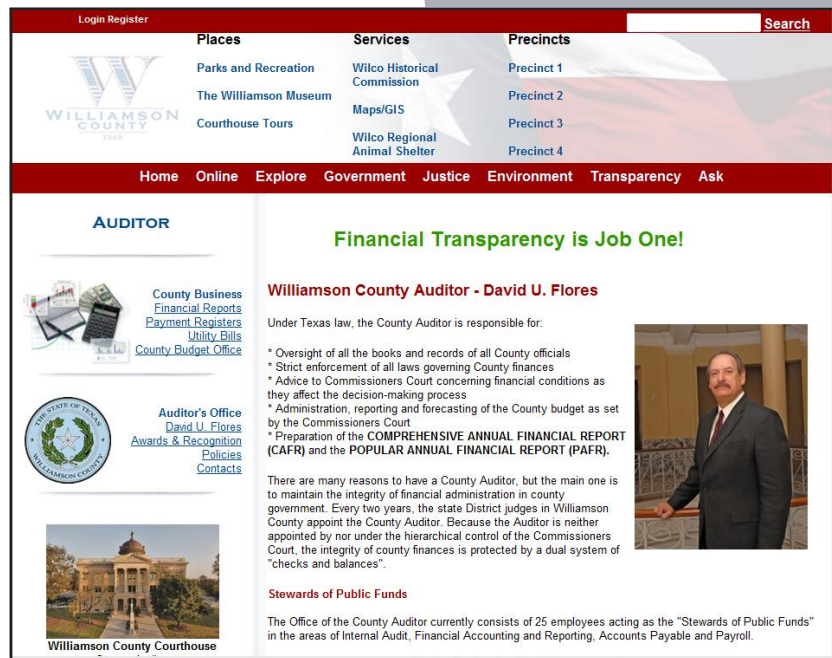 Login Register
Search
WILLIAMSON
COUNTY
1848
Places
Parks and Recreation
The Williamson Museum
Courthouse Tours
Services
Wilco Historical
Commission
Maps/GIS
Wilco Regional
Animal Shelter
Precincts
Precinct 1
Precinct 2
Precinct 3
Precinct 4
Home Online Explore Government Justice Environment Transparency Ask
AUDITOR
County Business
Financial Reports
Payment Registers
Utility Bills
County Budget Office
THE STATE OF TEXAS
WILLIAMSON COUNTY
Auditor's Office
David U. Flores
Awards & Recognition
Policies
Contacts
Williamson County Courthouse
Financial Transparency is Job One!
Williamson County Auditor - David U. Flores
Under Texas law, the County Auditor is responsible for:
* Oversight of all the books and records of all County officials
* Strict enforcement of all laws governing County finances
* Advice to Commissioners Court concerning financial conditions as
they affect the decision-making process
* Administration, reporting and forecasting of the County budget as set
by the Commissioners Court
* Preparation of the COMPREHENSIVE ANNUAL FINANCIAL REPORT
(CAFR) and the POPULAR ANNUAL FINANCIAL REPORT (PAFR).
There are many reasons to have a County Auditor, but the main one is
to maintain the integrity of financial administration in county
government. Every two years, the state District judges in Williamson
County appoint the County Auditor. Because the Auditor is neither
appointed by nor under the hierarchical control of the Commissioners
Court, the integrity of county finances is protected by a dual system of
"checks and balances".
Stewards of Public Funds
The Office of the County Auditor currently consists of 25 employees acting as the "Stewards of Public Funds"
in the areas of Internal Audit, Financial Accounting and Reporting, Accounts Payable and Payroll.